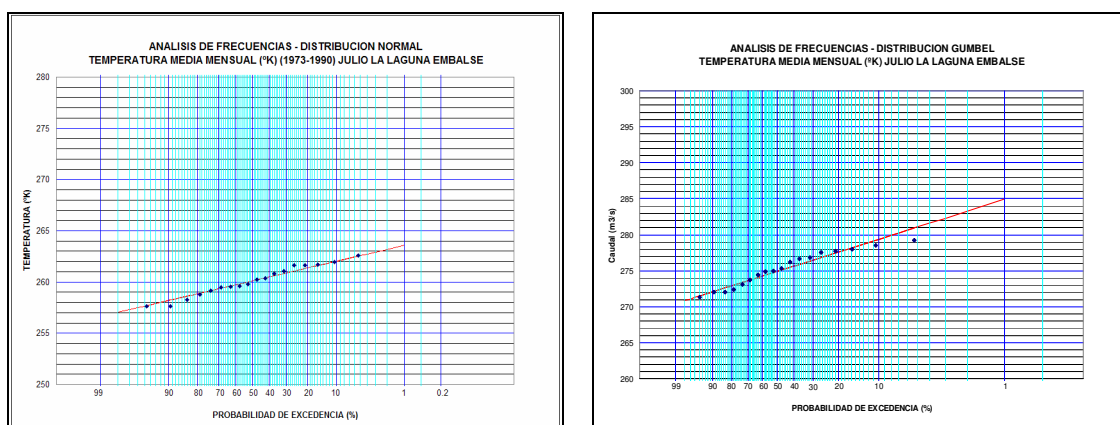 ANALISIS DE FRECUENCIAS - DISTRIBUCION NORMAL
TEMPERATURA MEDIA MENSUAL (ºK) (1973-1990) JULIO LA LAGUNA EMBALSE
280
275
270
265
260
255
250
TEMPERATURA (ºK)
99 90 80 70 60 50 40 30 20 10 1 0.2
PROBABILIDAD DE EXCEDENCIA (%)
ANALISIS DE FRECUENCIAS - DISTRIBUCION GUMBEL
TEMPERATURA MEDIA MENSUAL (ºK) JULIO LA LAGUNA EMBALSE
300
295
290
285
280
275
270
265
260
Caudal (m3/s)
99 90 80 70 60 50 40 30 20 10 1
PROBABILIDAD DE EXCEDENCIA (%)